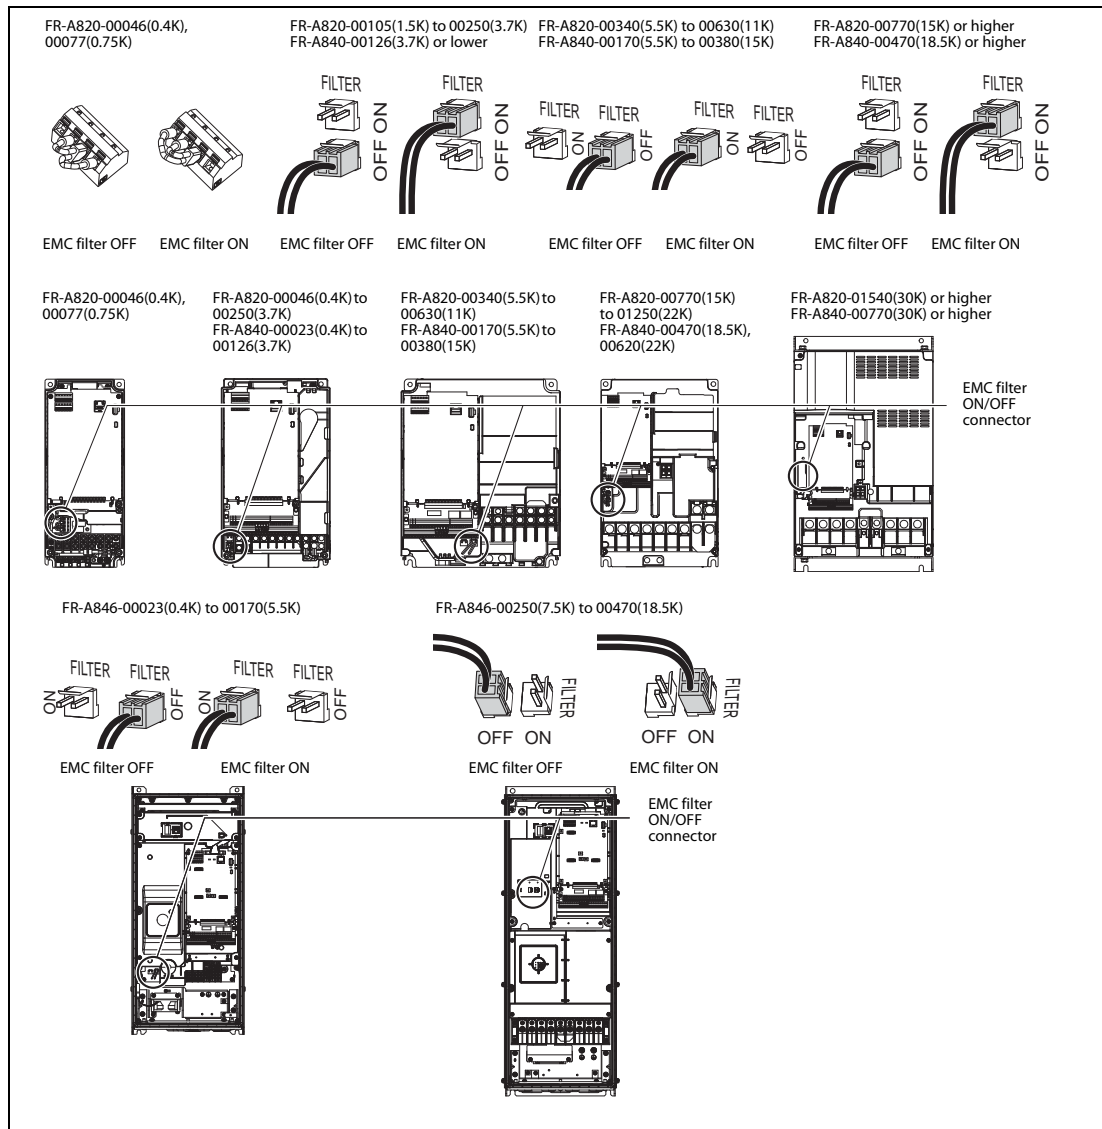 FR-A820-00046(0.4K),
00077(0.75K)
FR-A820-00105(1.5K) to 00250(3.7K)
FR-A840-00126(3.7K) or lower
FR-A820-00340(5.5K) to 00630(11K)
FR-A840-00170(5.5K) to 00380(15K)
FR-A820-00770(15K) or higher
FR-A840-00470(18.5K) or higher
FILTER
OFF ON
FILTER
OFF ON
FILTER
ON
FILTER
OFF
FILTER
ON
FILTER
OFF
FILTER
OFF ON
FILTER
OFF ON
EMC filter OFF
EMC filter ON
EMC filter OFF
EMC filter ON
EMC filter OFF
EMC filter ON
EMC filter OFF
EMC filter ON
FR-A820-00046(0.4K),
00077(0.75K)
FR-A820-00046(0.4K) to
00250(3.7K)
FR-A840-00023(0.4K) to
00126(3.7K)
FR-A820-00340(5.5K) to
00630(11K)
FR-A840-00170(5.5K) to
00380(15K)
FR-A820-00770(15K)
to 01250(22K)
FR-A840-00470(18.5K),
00620(22K)
FR-A820-01540(30K) or higher
FR-A840-00770(30K) or higher
EMC filter
ON/OFF
connector
FR-A846-00023(0.4K) to 00170(5.5K)
FR-A846-00250(7.5K) to 00470(18.5K)
FILTER
ON
FILTER
OFF
FILTER
ON
FILTER
OFF
FILTER
OFF ON
FILTER
OFF ON
EMC filter OFF
EMC filter ON
EMC filter OFF
EMC filter ON
EMC filter
ON/OFF
connector